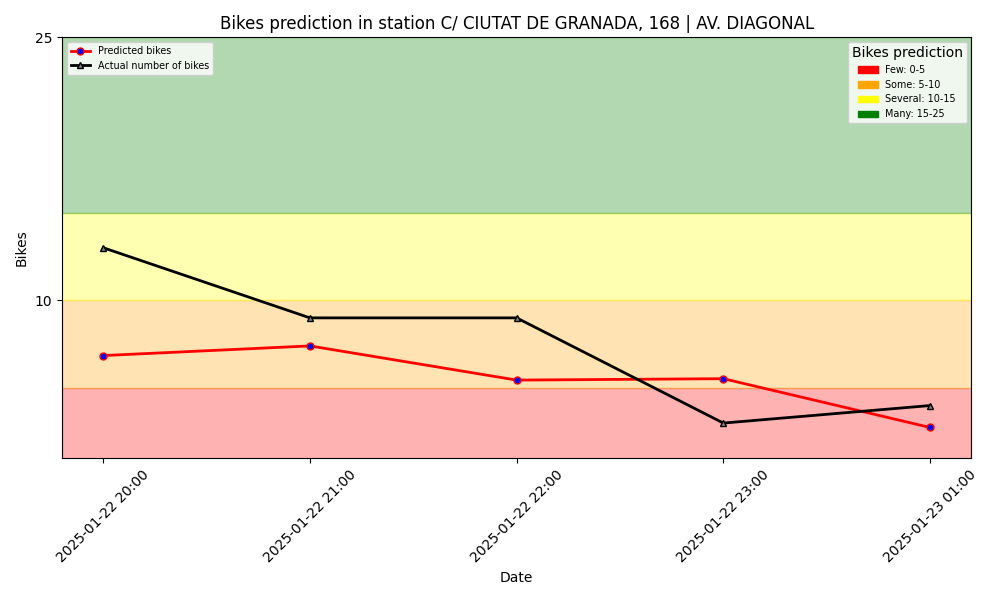 Bikes prediction in station C/ CIUTAT DE GRANADA, 168 | AV. DIAGONAL
25
10
Bikes
Predicted bikes
Actual number of bikes
Bikes prediction
Few: 0-5
Some: 5-10
Several: 10-15
Many: 15-25
2025-01-22 20:00
2025-01-22 21:00
2025-01-22 22:00
2025-01-22 23:00
2025-01-23 01:00
Date